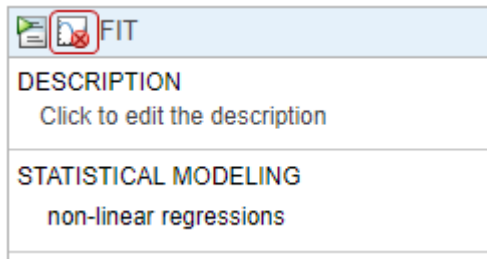 FIT
DESCRIPTION
Click to edit the description
STATISTICAL MODELING
non-linear regressions